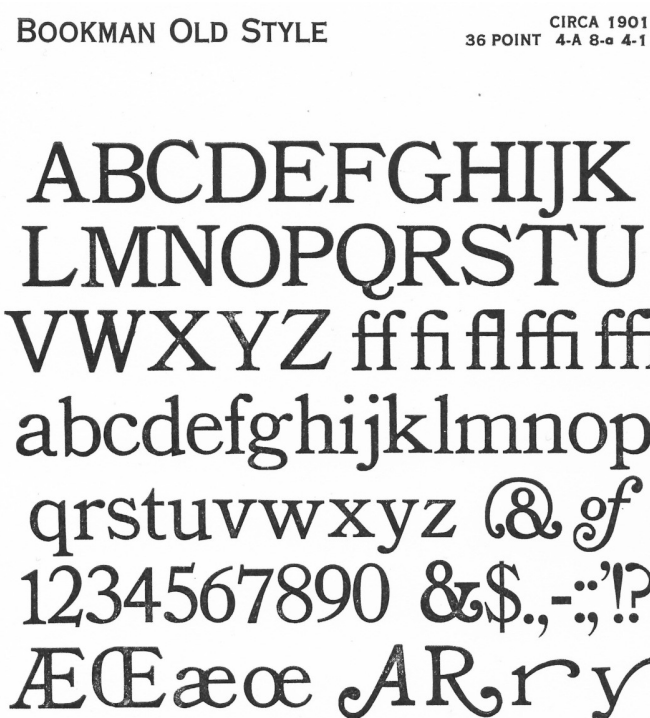 BOOKMAN OLD STYLE
CIRCA 1901
36 POINT 4-A 8-a 4-1
ABCDEFGHIJK
LMNOPQRSTU
VWXYZ ff fi fl ffi ff
abcdefghijklmnop
qrstuvwxyz & of
1234567890 &$.,-:;'!?
ÆŒæœ ARry